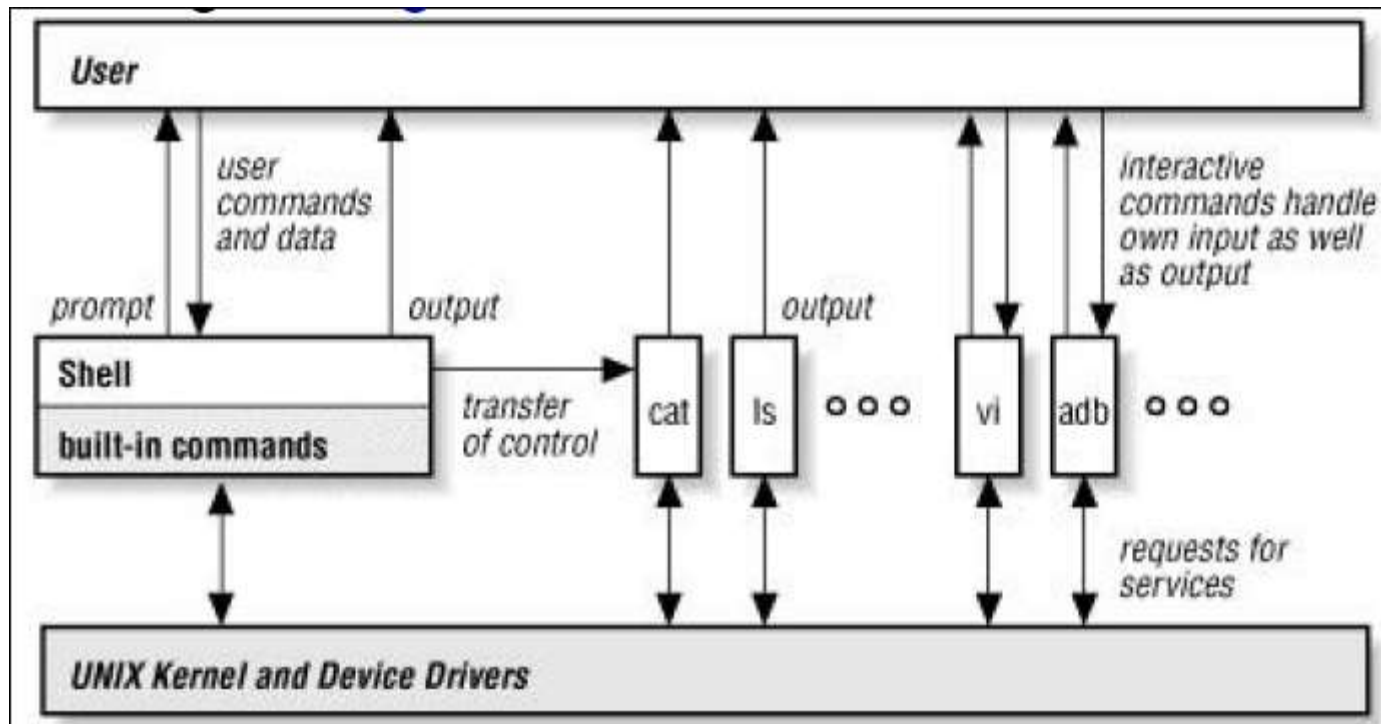 User
user
commands
and data
interactive
commands handle
own input as well
as output
prompt
output
output
Shell
built-in commands
transfer
of control
cat
ls
vi
adb
requests for
services
UNIX Kernel and Device Drivers